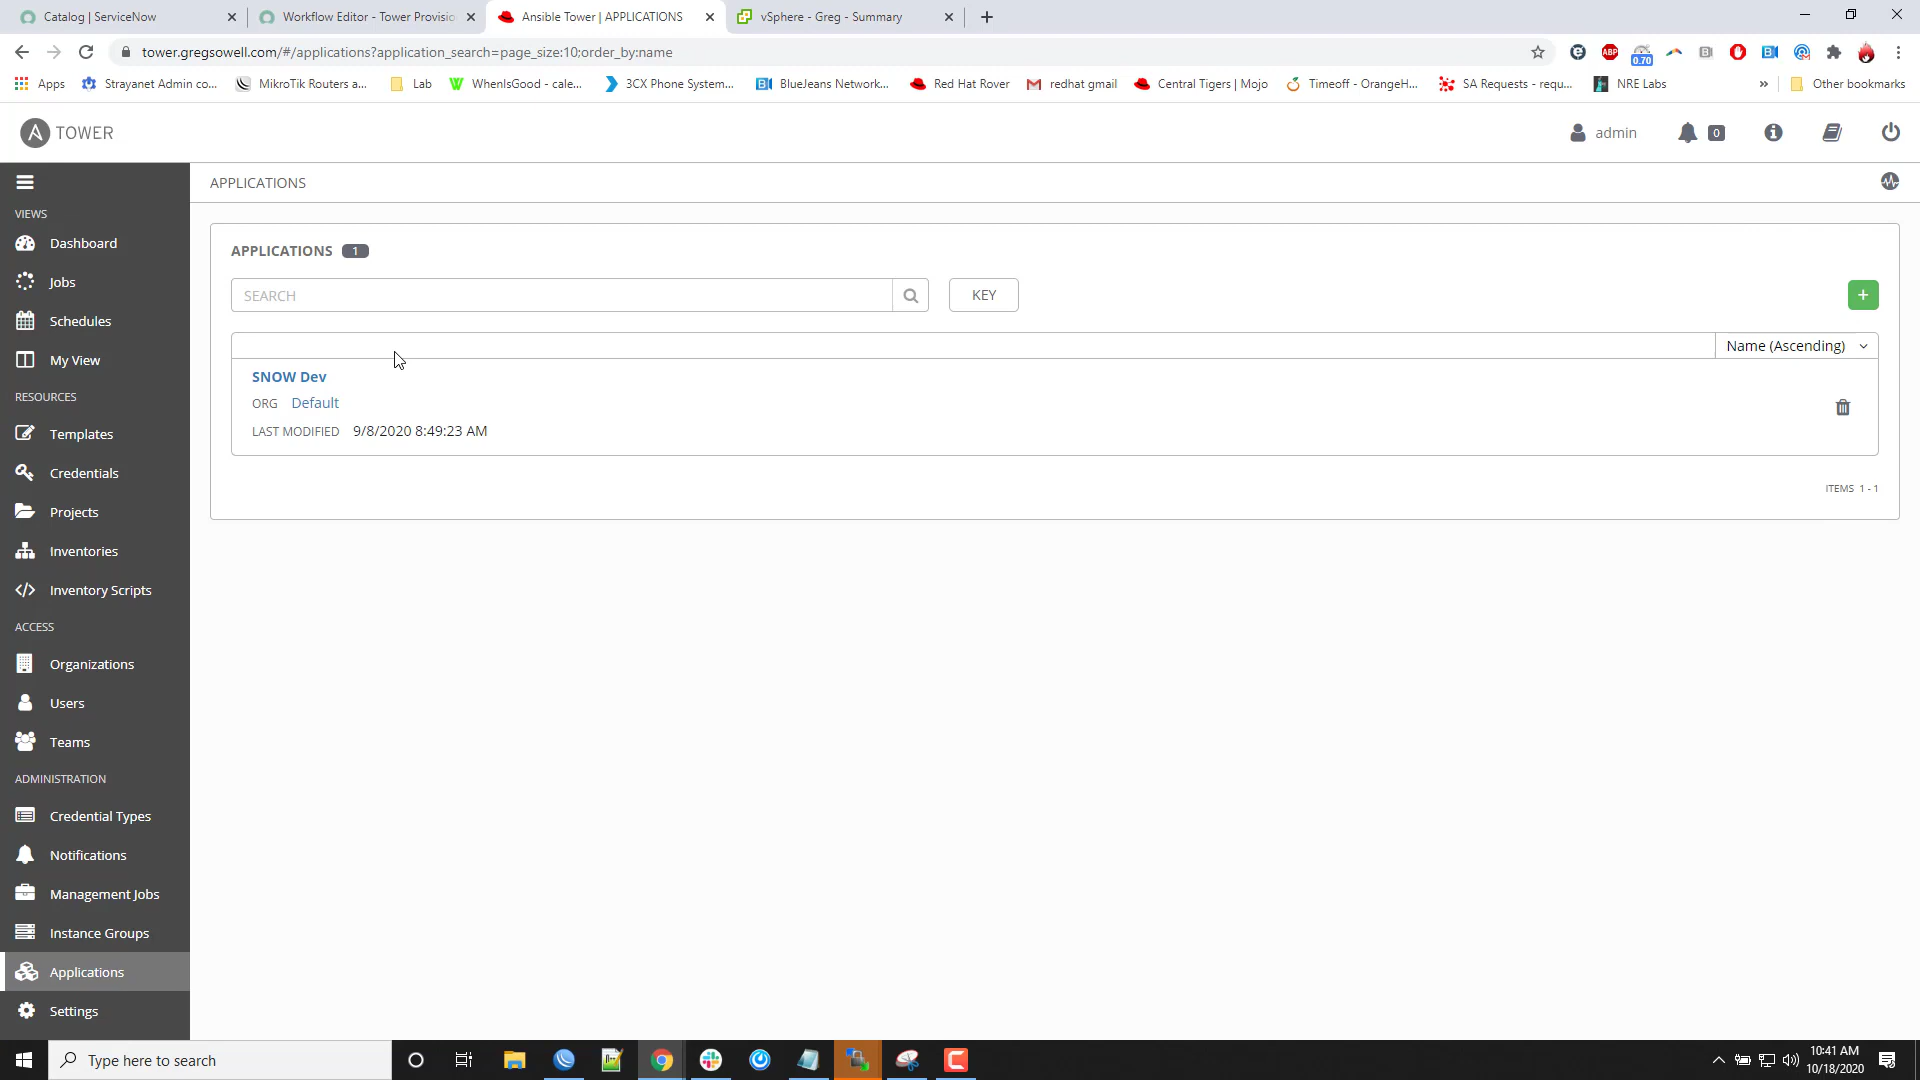 Catalog | ServiceNow
Workflow Editor - Tower Provisio
Ansible Tower | APPLICATIONS
vSphere - Greg - Summary
tower.gregsowell.com/#/applications?application_search=page_size:10;order_by:name
ABP
0.70
Apps
Strayanet Admin co...
MikroTik Routers a...
Lab
WhenIsGood - cale...
3CX Phone System...
BlueJeans Network...
Red Hat Rover
redhat gmail
Central Tigers | Mojo
Timeoff - OrangeH...
SA Requests - requ...
NRE Labs
»
Other bookmarks
A TOWER
admin
0
APPLICATIONS
VIEWS
Dashboard
Jobs
Schedules
My View
RESOURCES
Templates
Credentials
Projects
Inventories
Inventory Scripts
ACCESS
Organizations
Users
Teams
ADMINISTRATION
Credential Types
Notifications
Management Jobs
Instance Groups
Applications
Settings
APPLICATIONS 1
SEARCH
KEY
+
Name (Ascending)
SNOW Dev
ORG Default
LAST MODIFIED 9/8/2020 8:49:23 AM
ITEMS 1 - 1
Type here to search
10:41 AM
10/18/2020